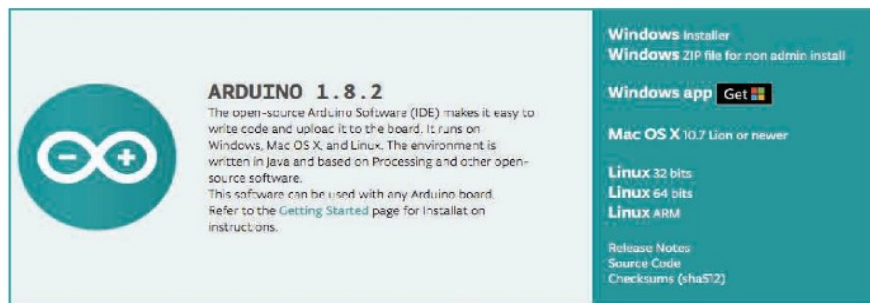 ARDUINO 1.8.2
The open-source Arduino Software (IDE) makes it easy to
write code and upload it to the board. It runs on
Windows, Mac OS X, and Linux. The environment is
written in Java and based on Processing and other open-
source software.
This software can be used with any Arduino board.
Refer to the Getting Started page for Installation
instructions.
Windows Installer
Windows ZIP file for non admin install
Windows app Get
Mac OS X 10.7 Lion or newer
Linux 32 bits
Linux 64 bits
Linux ARM
Release Notes
Source Code
Checksums (sha512)